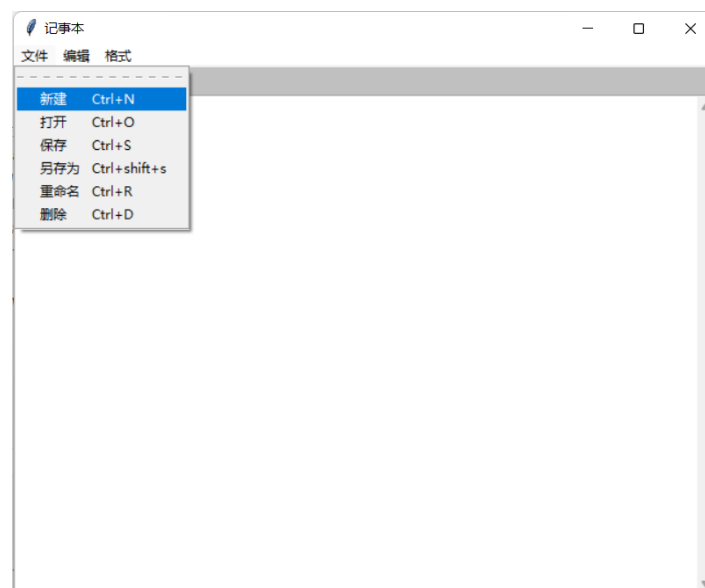 记事本
文件 编辑 格式
新建 Ctrl+N
打开 Ctrl+O
保存 Ctrl+S
另存为 Ctrl+shift+s
重命名 Ctrl+R
删除 Ctrl+D